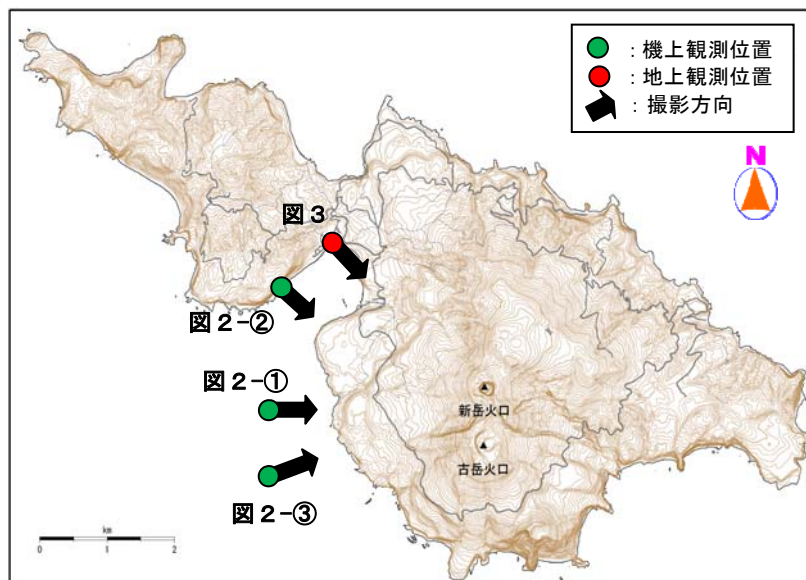 ：機上観測位置
：地上観測位置
：撮影方向
N
図３
図２-②
図２-①
新岳火口
古岳火口
図２-③
km
0 1 2